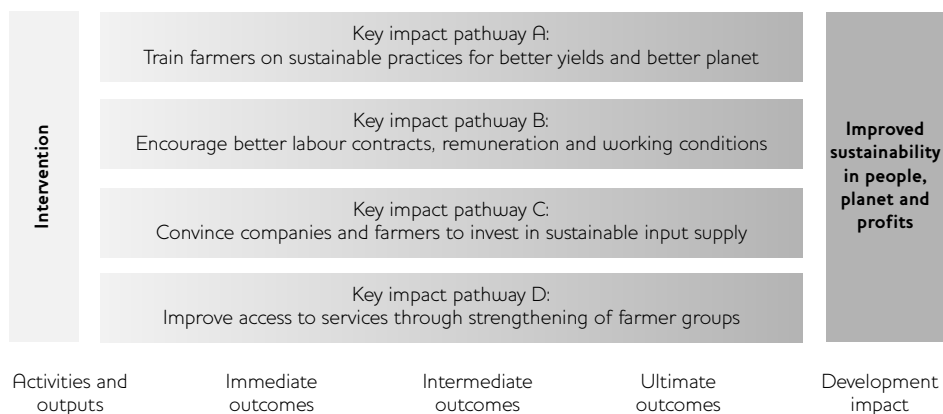 Intervention
Key impact pathway A:
Train farmers on sustainable practices for better yields and better planet
Key impact pathway B:
Encourage better labour contracts, remuneration and working conditions
Key impact pathway C:
Convince companies and farmers to invest in sustainable input supply
Key impact pathway D:
Improve access to services through strengthening of farmer groups
Improved
sustainability
in people,
planet and
profits
Activities and
outputs
Immediate
outcomes
Intermediate
outcomes
Ultimate
outcomes
Development
impact